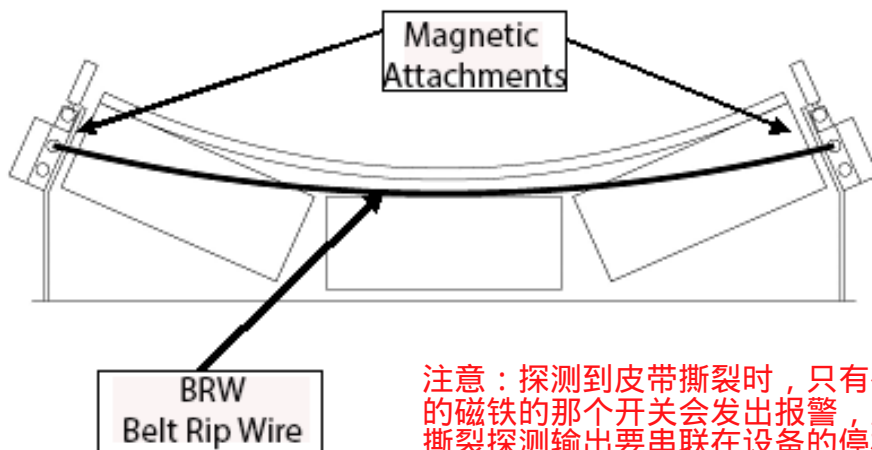 Magnetic
Attachments
BRW
Belt Rip Wire
注意：探测到皮带撕裂时，只有
的磁铁的那个开关会发出报警，
撕裂探测输出要串联在设备的停